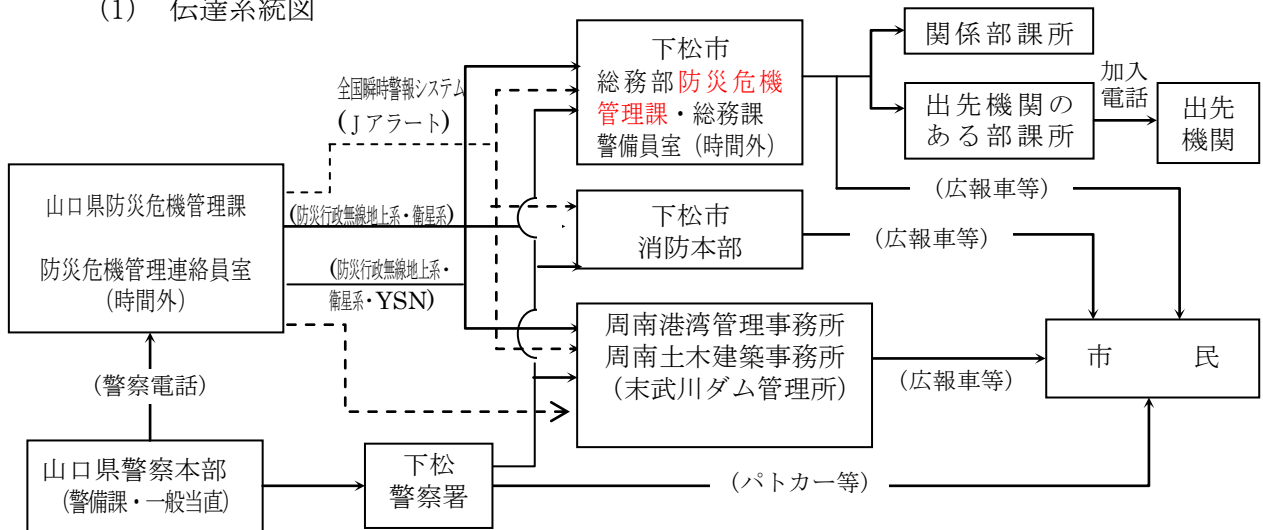 (1) 伝達系統図
下松市
総務部防災危機
管理課・総務課
警備員室（時間外）
関係部課所
出先機関の
ある部課所
加入
電話
出先
機関
全国瞬時警報システム
(Jアラート)
山口県防災危機管理課
防災危機管理連絡員室
（時間外）
(防災行政無線地上系・衛星系)
(防災行政無線地上系・
衛星系・YSN)
下松市
消防本部
（広報車等）
（広報車等）
周南港湾管理事務所
周南土木建築事務所
（末武川ダム管理所）
（広報車等）
市　民
（警察電話）
山口県警察本部
（警備課・一般当直）
下松
警察署
（パトカー等）